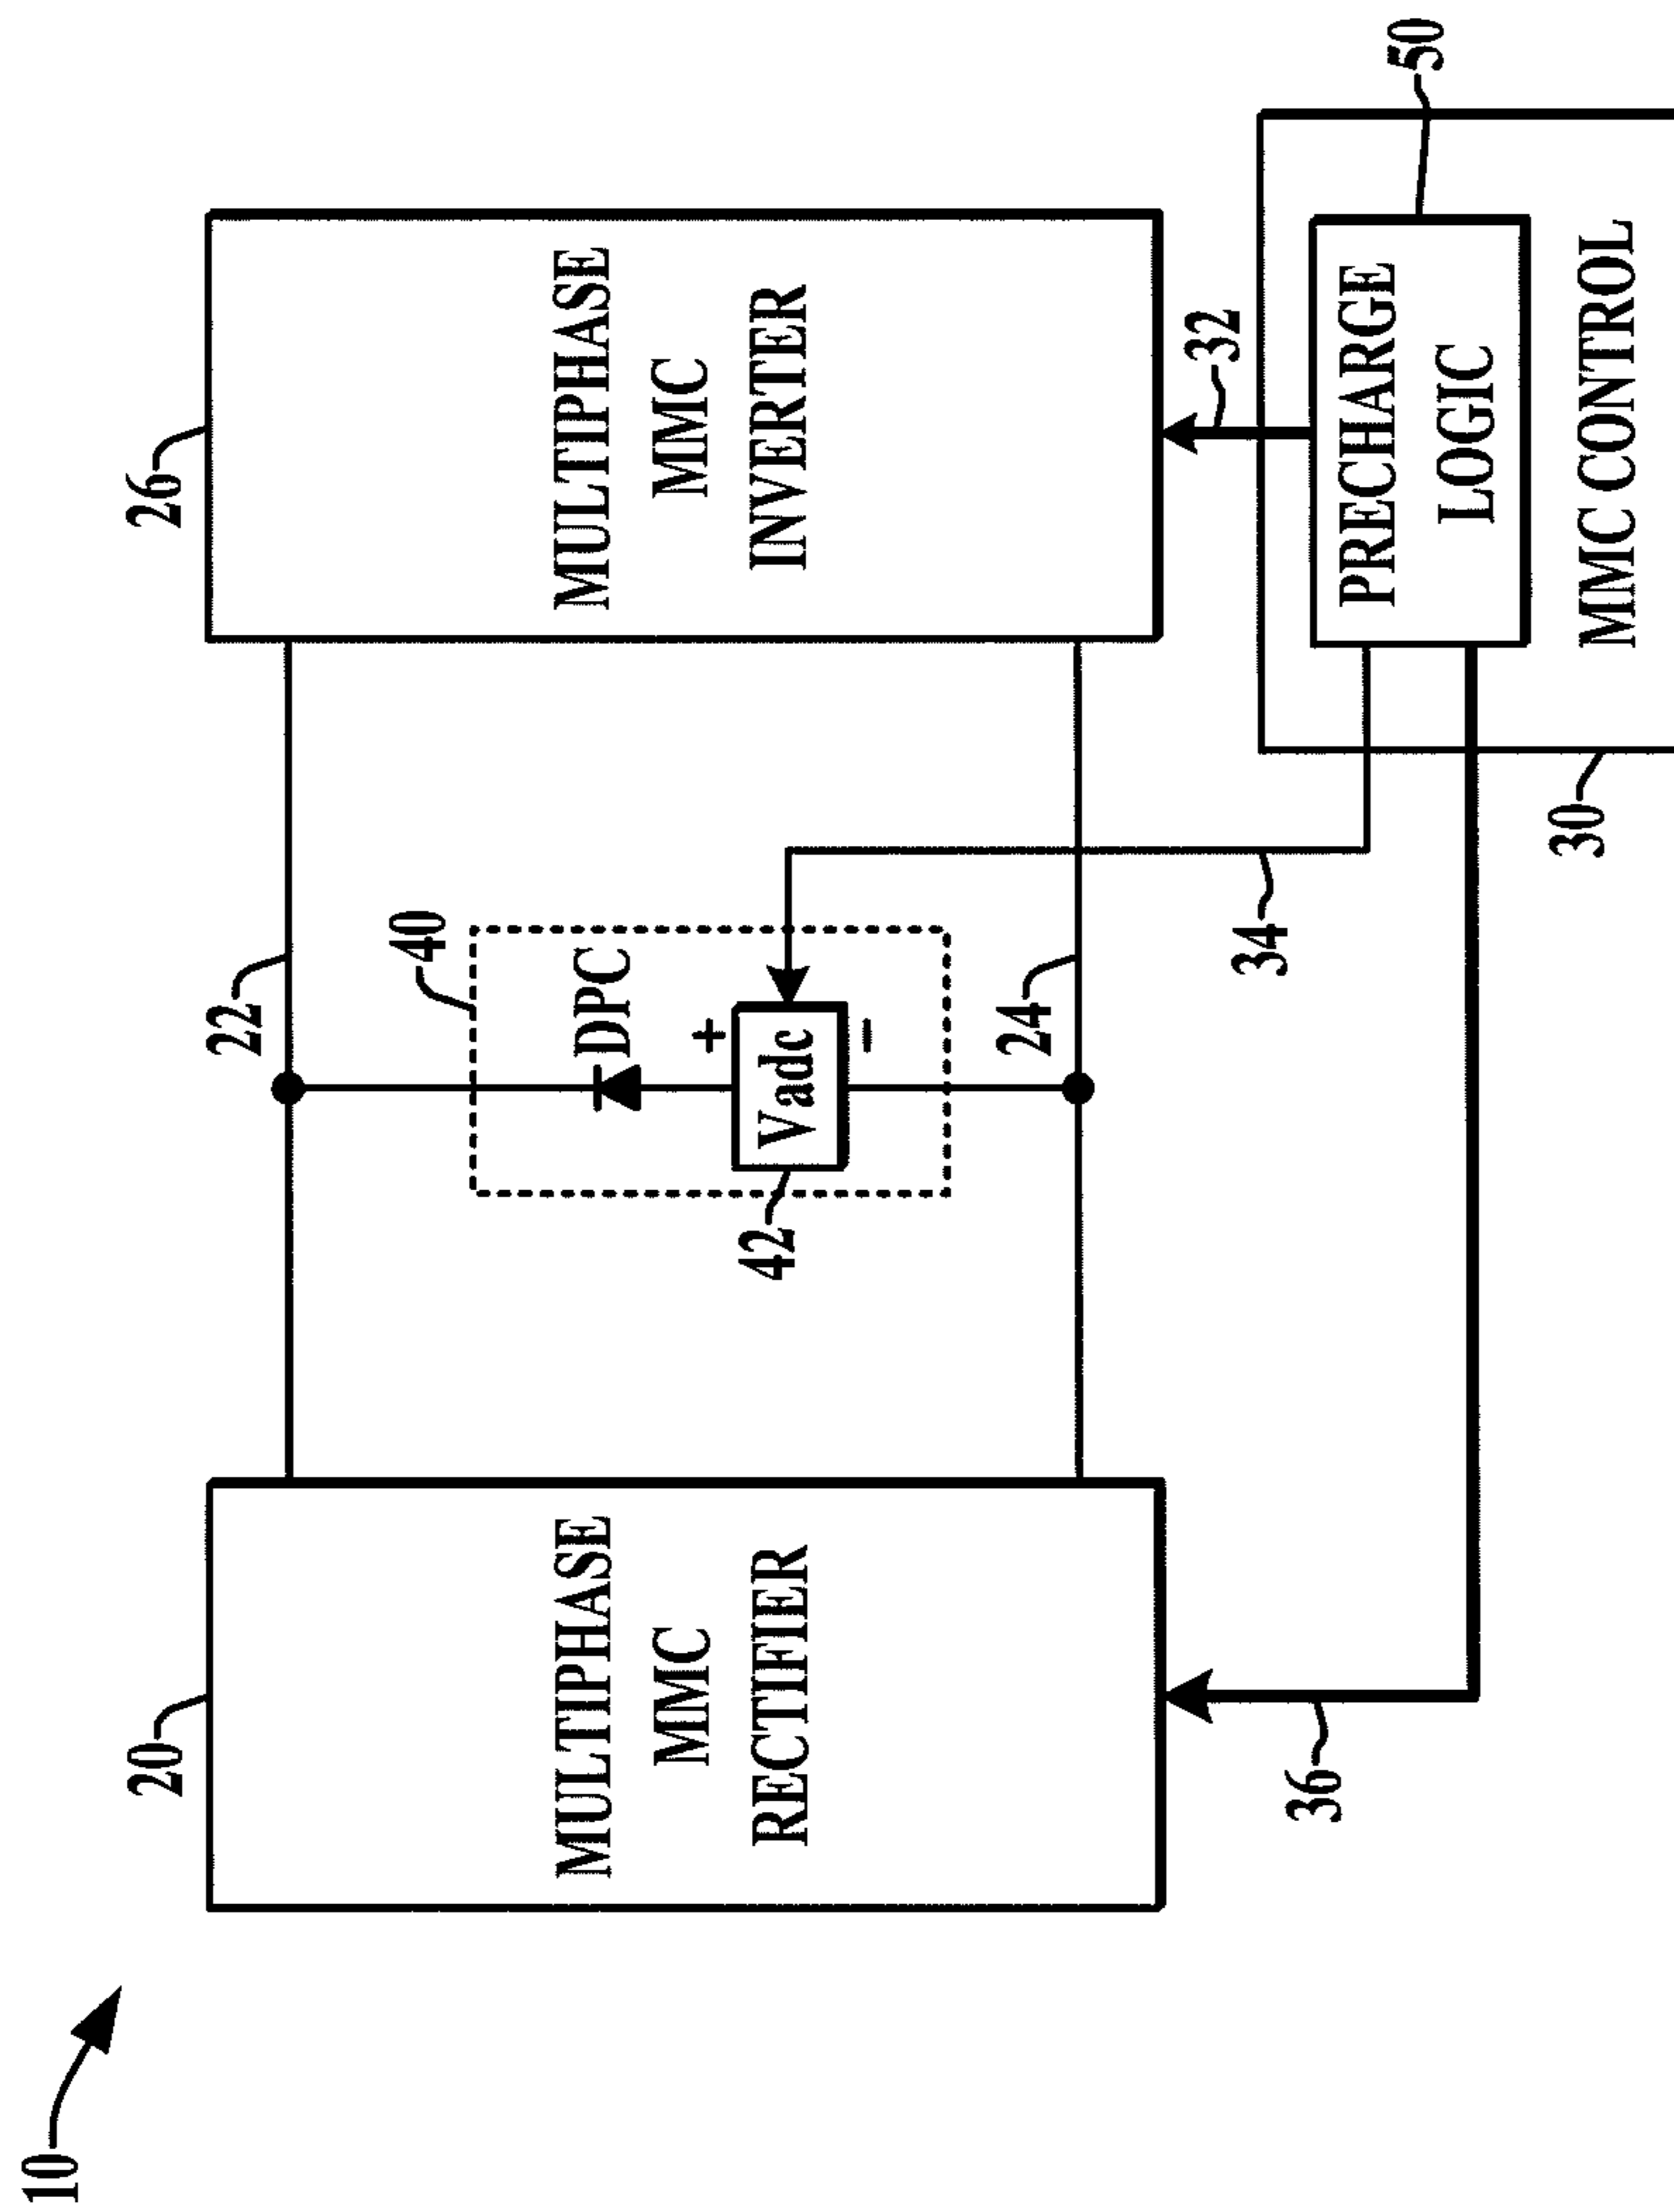 10
20
MULTIPHASE
MMC
RECTIFIER
36
22
40
DPC
+
Vadc
-
42
24
34
26
MULTIPHASE
MMC
INVERTER
32
50
PRECHARGE
LOGIC
MMC CONTROL
30